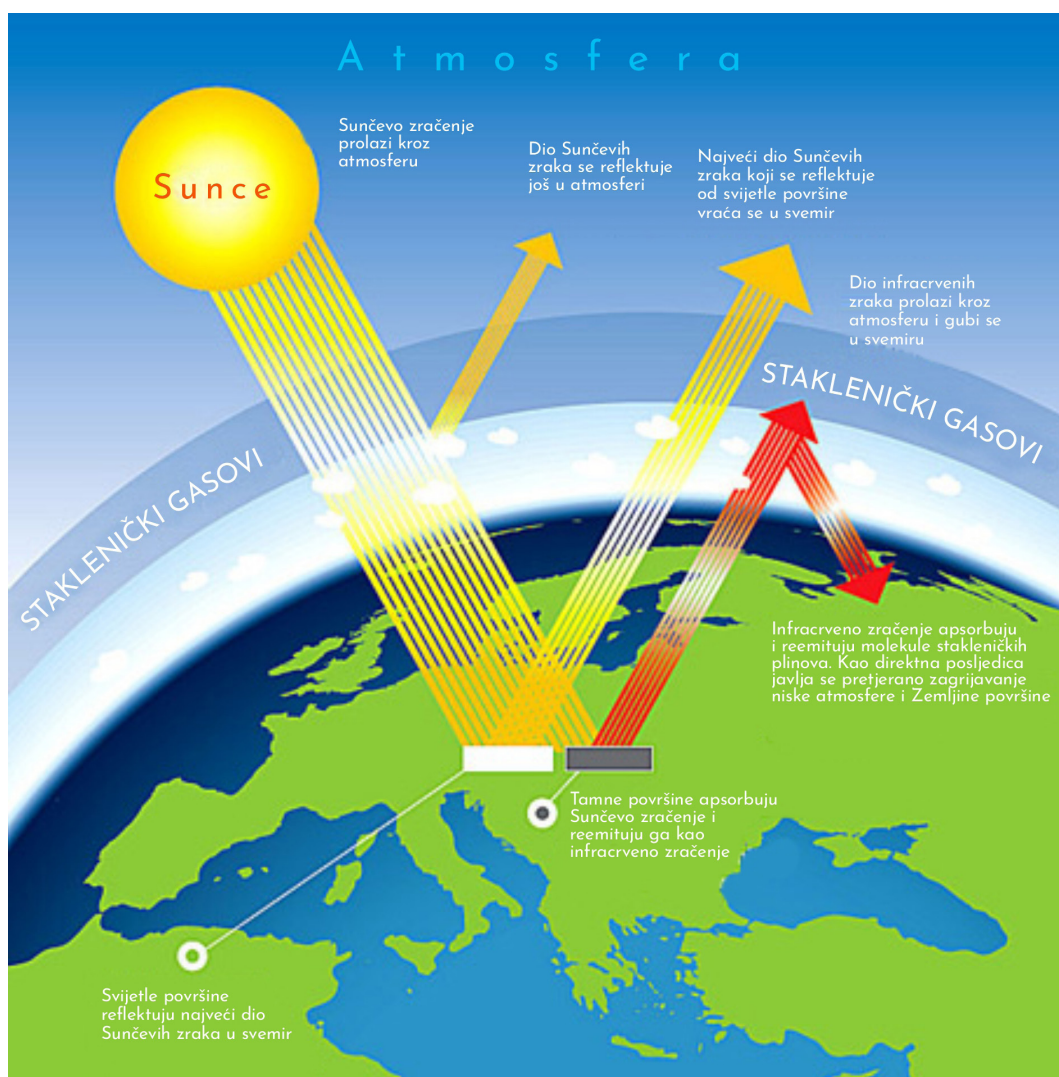 Atmosfera
Sunce
Sunčevo zračenje
prolazi kroz
atmosferu
Dio Sunčevih
zraka se reflektuje
još u atmosferi
Najveći dio Sunčevih
zraka koji se reflektuje
od svijetle površine
vraća se u svemir
Dio infracrvenih
zraka prolazi kroz
atmosferu i gubi se
u svemiru
STAKLENIČKI GASOVI
STAKLENIČKI GASOVI
Infracrveno zračenje apsorbuju
i reemituju molekule stakleničkih
plinova. Kao direktna posljedica
javlja se pretjerano zagrijavanje
niske atmosfere i Zemljine površine
Tamne površine apsorbuju
Sunčevo zračenje i
reemituju ga kao
infracrveno zračenje
Svijetle površine
reflektuju najveći dio
Sunčevih zraka u svemir